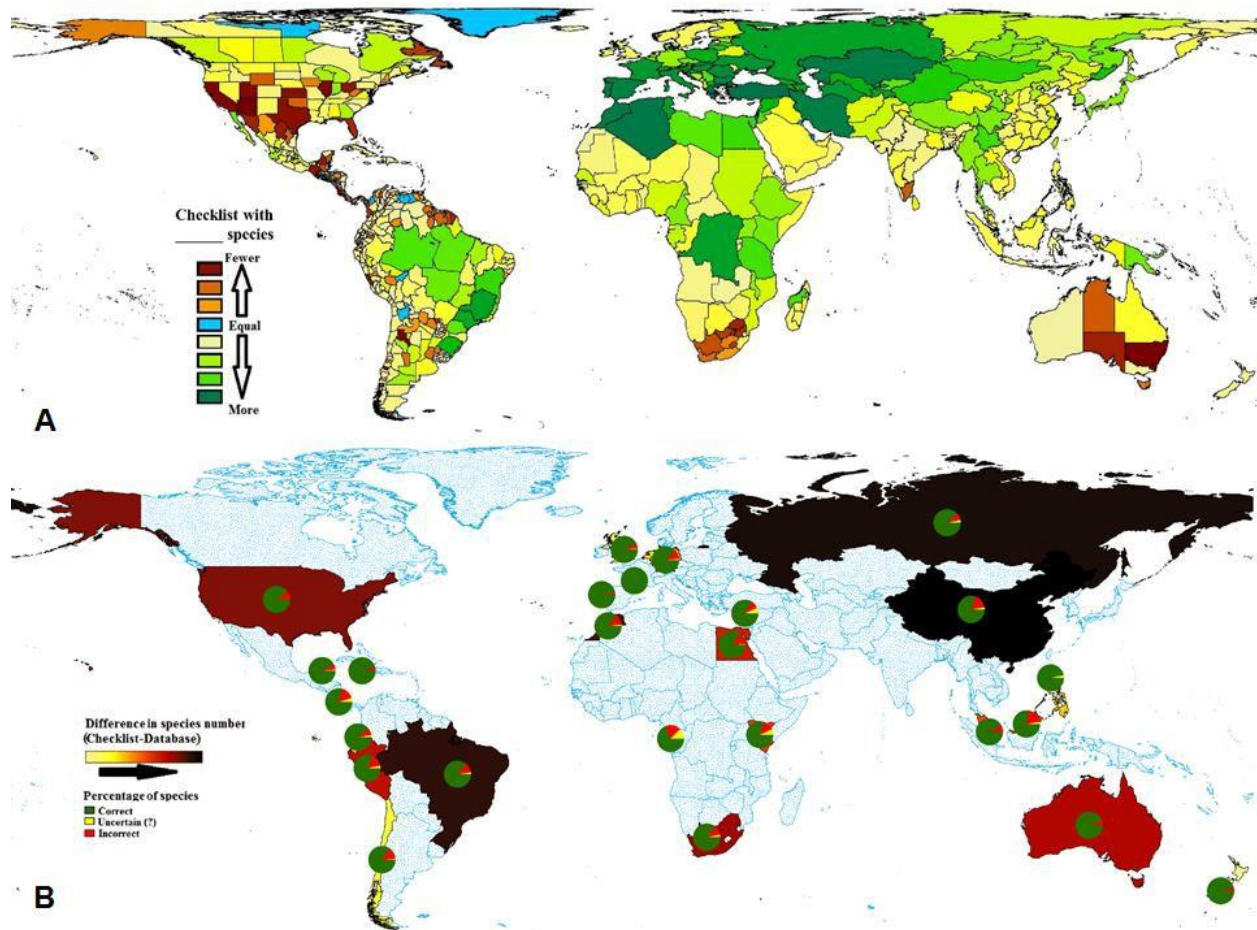 Checklist with
______ species
Fewer
Equal
More
A
Difference in species number
(Checklist-Database)
Percentage of species
Correct
Uncertain (?)
Incorrect
B